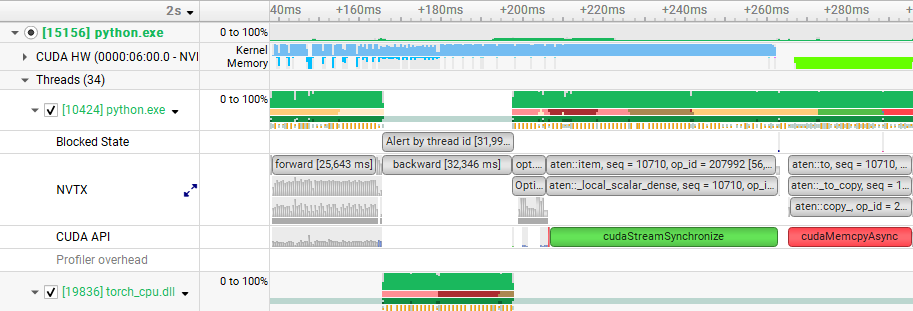 2s +160ms +180ms +200ms +220ms +240ms +260ms +280ms
[15156] python.exe 0 to 100%
CUDA HW (0000:06:00.0 - NVI Kernel
Memory
Threads (34)
[10424] python.exe 0 to 100%
Blocked State Alert by thread id [31,99...
forward [25,643 ms] backward [32,346 ms] opt... aten::item, seq = 10710, op_id = 207992 [56,... aten::to, seq = 10710, ...
NVTX Opti... aten::_local_scalar_dense, seq = 10710, op_i... aten::_to_copy, seq = 1...
aten::copy_, op_id = 2...
CUDA API cudaStreamSynchronize cudaMemcpyAsync
Profiler overhead
[19836] torch_cpu.dll 0 to 100%